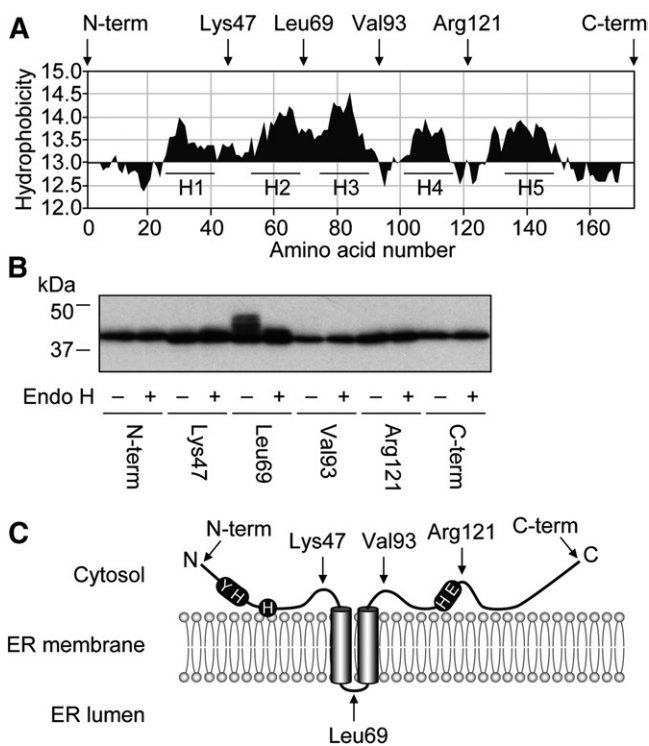 A
N-term Lys47 Leu69 Val93 Arg121 C-term
Hydrophobicity
15.0
14.5
14.0
13.5
13.0
12.5
12.0
H1 H2 H3 H4 H5
0 20 40 60 80 100 120 140 160
Amino acid number
B
kDa
50
37
Endo H – + – + – + – + – + – +
N-term Lys47 Leu69 Val93 Arg121 C-term
C
N-term Lys47 Val93 Arg121 C-term
N C
Cytosol
Y H H H E
ER membrane
ER lumen
Leu69